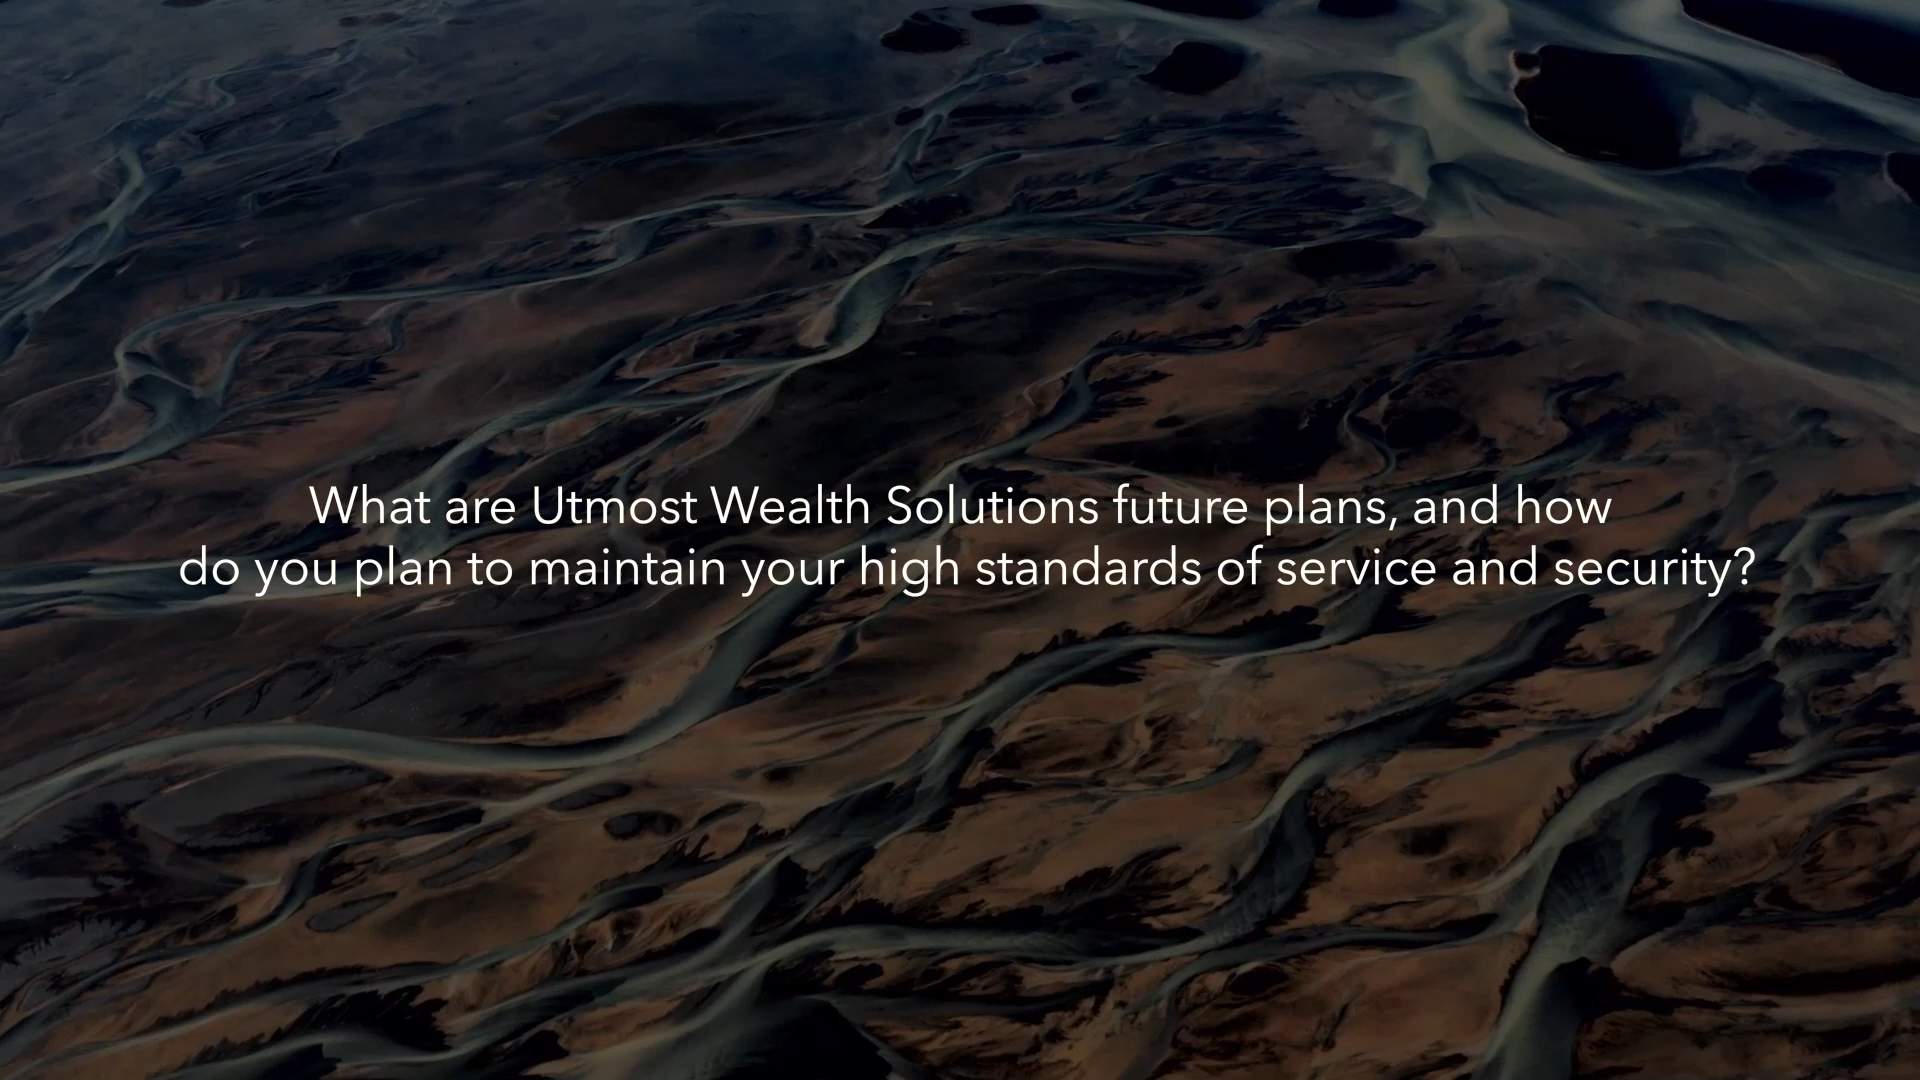 What are Utmost Wealth Solutions future plans, and how
do you plan to maintain your high standards of service and security?